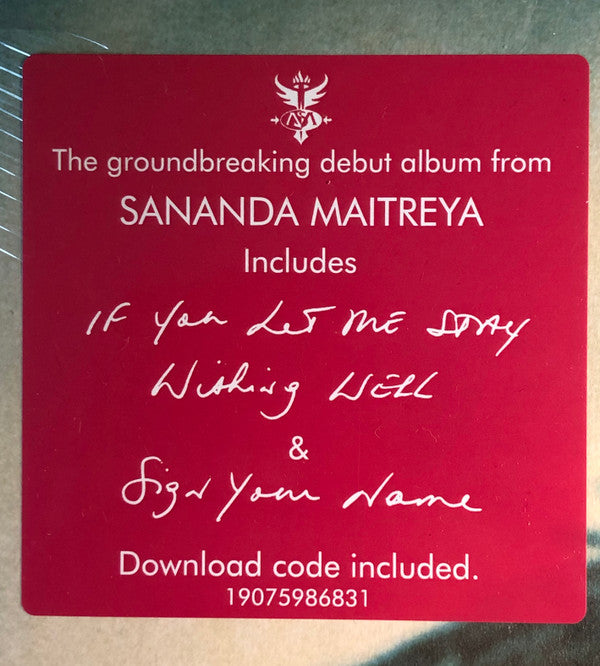 The groundbreaking debut album from
SANANDA MAITREYA
Includes
If You Let Me Stay
Wishing Well
&
Sign Your Name
Download code included.
19075986831